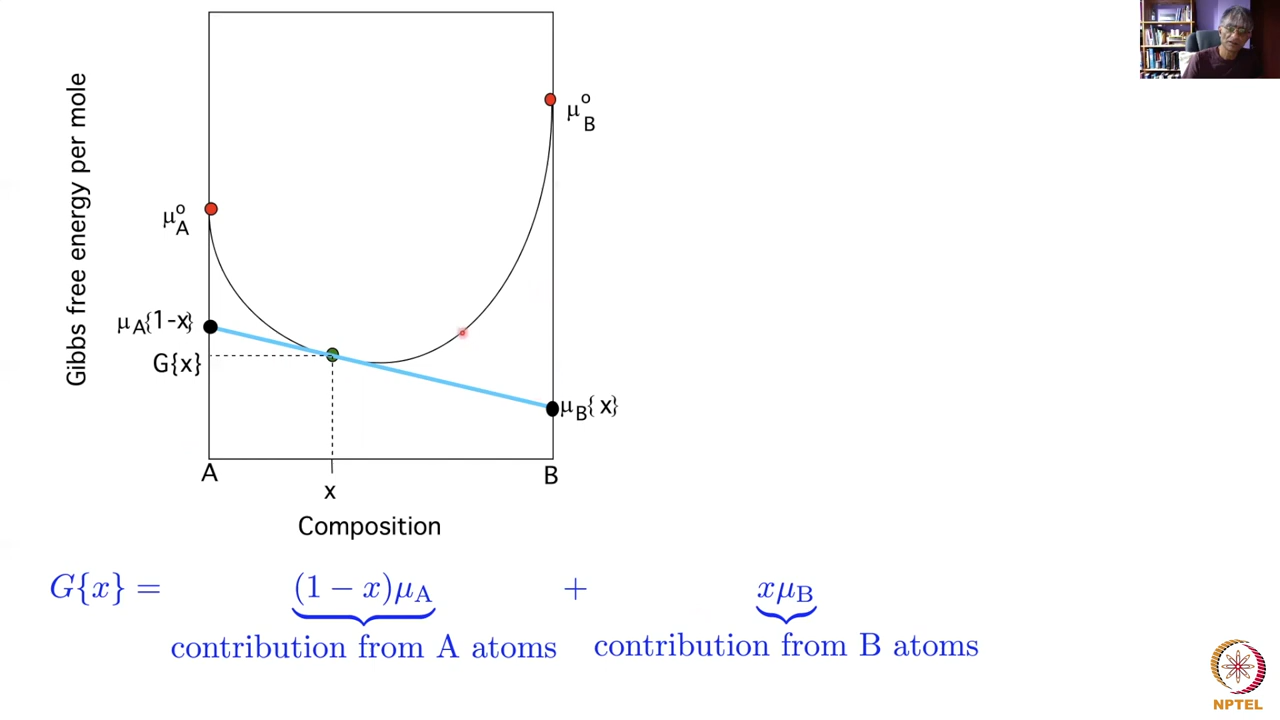 Gibbs free energy per mole
μ°B
μ°A
μA{1-x}
G{x}
μB{x}
A
B
x
Composition
G{x} = (1 − x)μA + xμB
contribution from A atoms contribution from B atoms
NPTEL